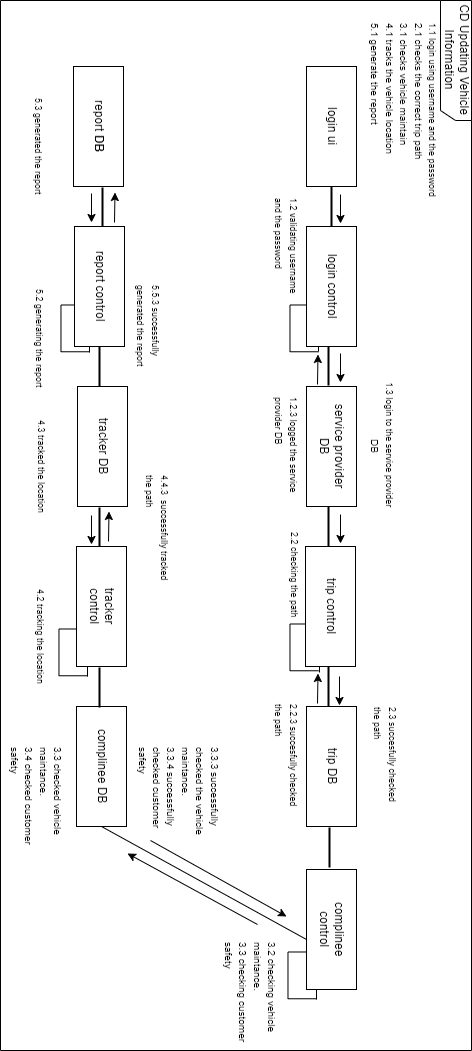 CD Updating Vehicle
Information
1.1 login using username and the password
2.1 checks the correct trip path
3.1 checks vehicle maintain
4.1 tracks the vehicle location
5.1 generate the report
login ui
1.2 validating username
and the password
login control
1.3 login to the service provider
DB
service provider
DB
1.2.3 logged the service
provider DB
trip control
2.2 checking the path
2.3 succesfully checked
the path
trip DB
2.2.3 succesfully checked
the path
complinee
control
3.2 checking vehicle
maintance.
3.3 checking customer
safety
report DB
5.3 generated the report
report control
5.5.3 successfully
generated the report
5.2 generating the report
tracker DB
4.3 tracked the location
4.4.3 successfully tracked
the path
tracker
control
4.2 tracking the location
complinee DB
3.3.3 successfully
checked the vehicle
maintance.
3.3.4 successfully
checked customer
safety
3.3 checked vehicle
maintance.
3.4 checked customer
safety